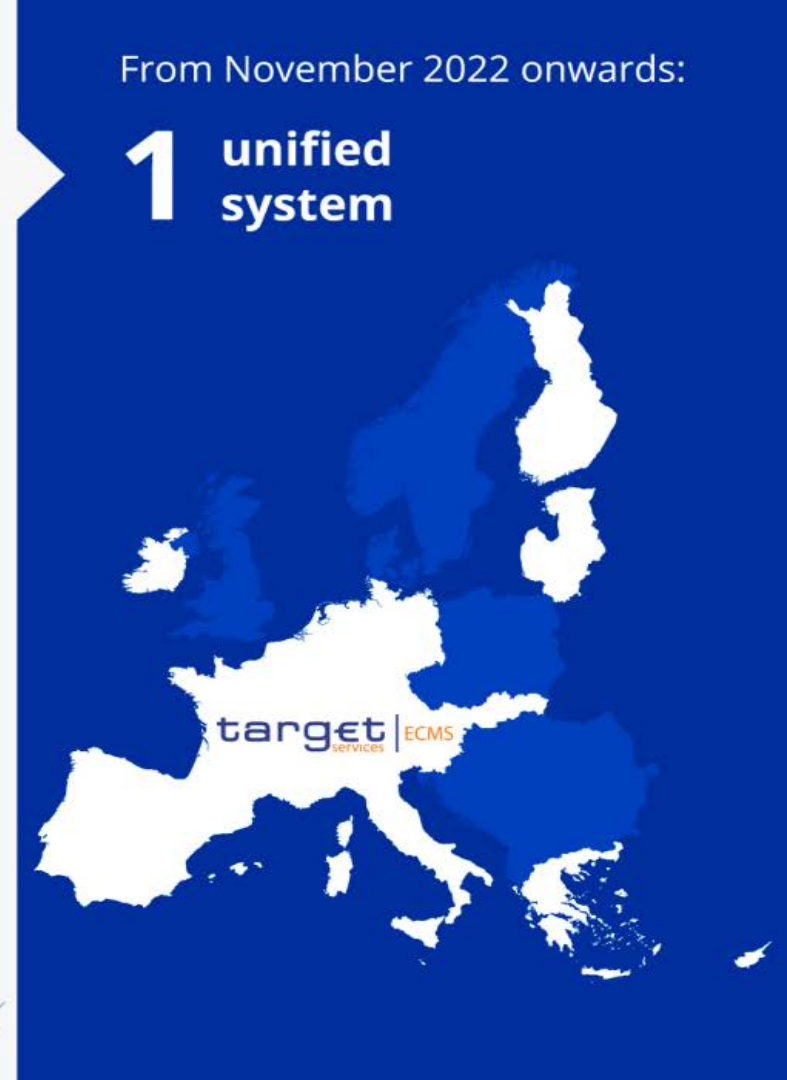 From November 2022 onwards:
1 unified
system
target | ECMS
services